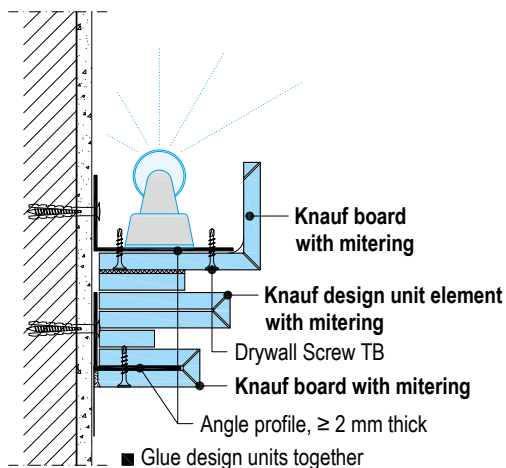 Knauf board
with mitering
Knauf design unit element
with mitering
Drywall Screw TB
Knauf board with mitering
Angle profile, ≥ 2 mm thick
■ Glue design units together